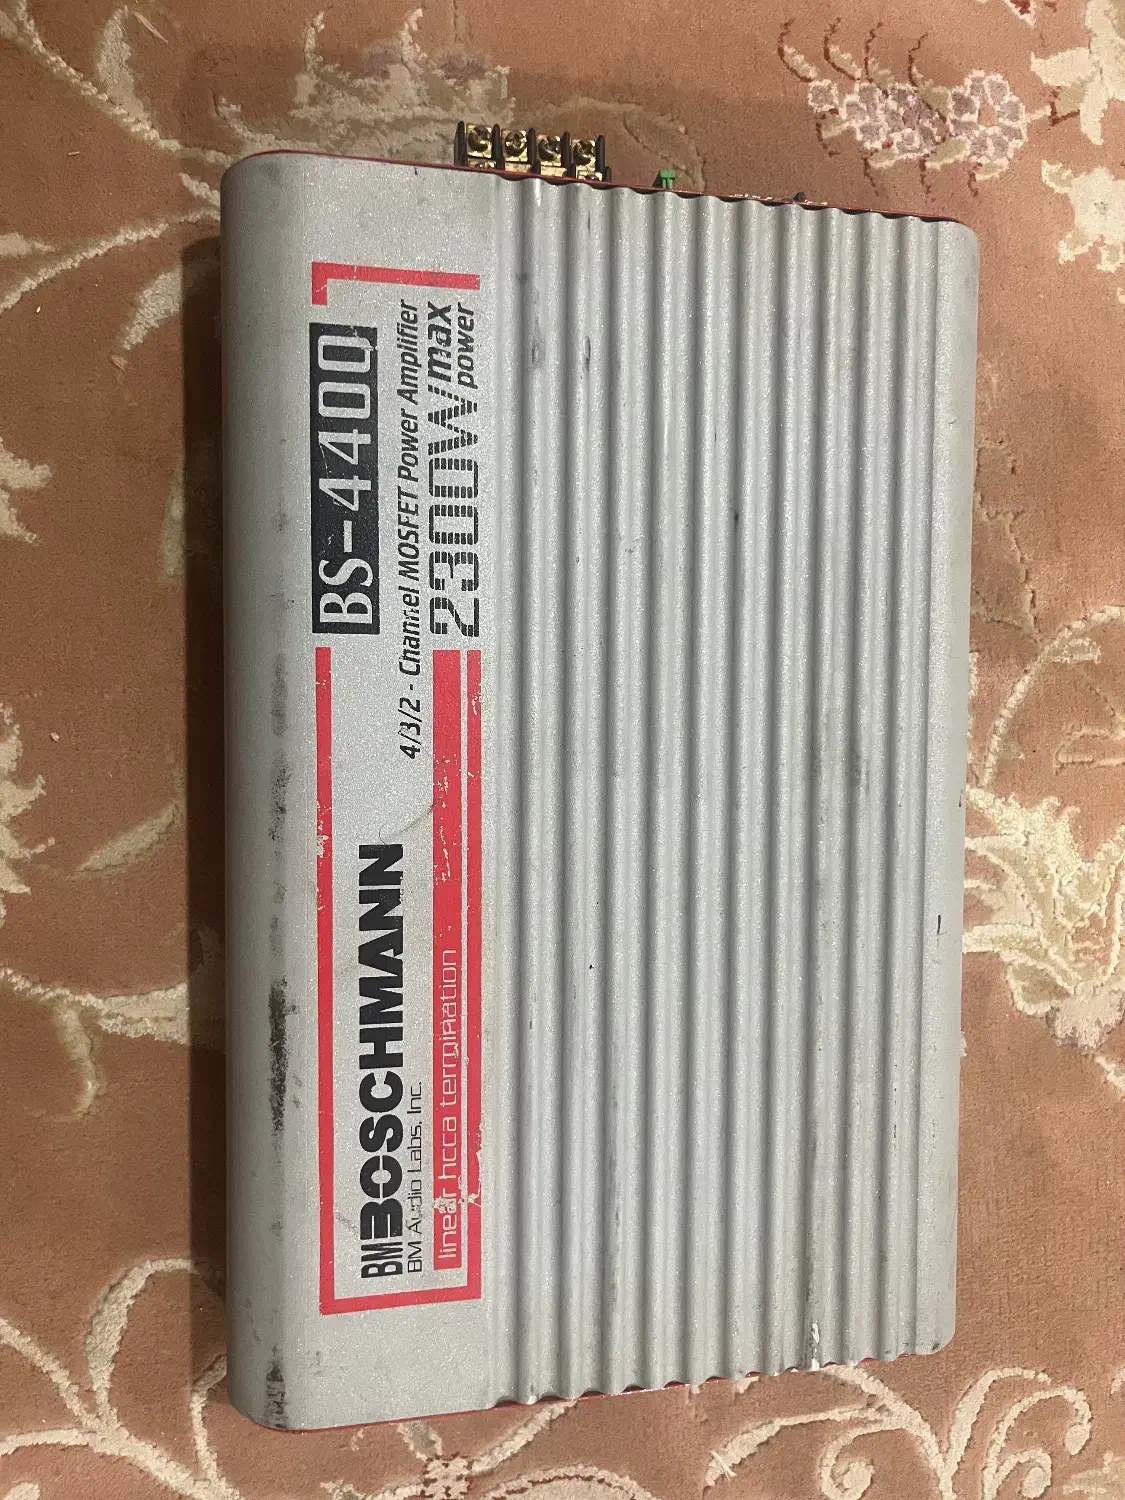 BM BOSCHMANN
BM Audio Labs, Inc.
linear hcca termination
BS-4400
4/3/2 - Channel MOSFET Power Amplifier
2300W/max power